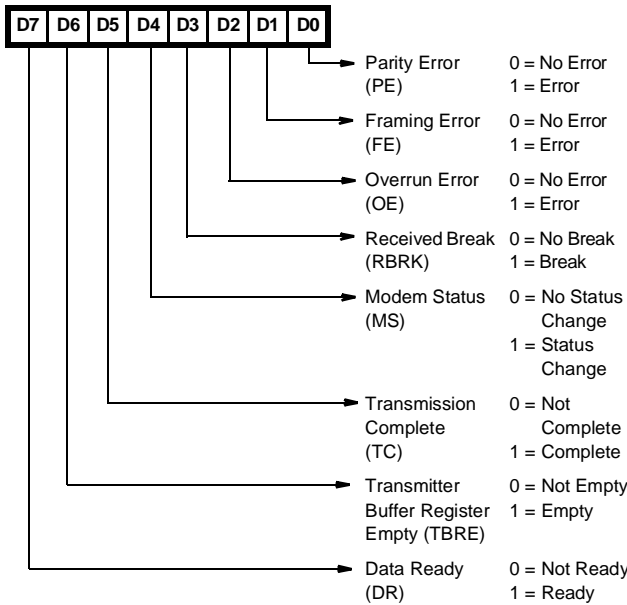 D7 D6 D5 D4 D3 D2 D1 D0
Parity Error 0 = No Error
(PE) 1 = Error
Framing Error 0 = No Error
(FE) 1 = Error
Overrun Error 0 = No Error
(OE) 1 = Error
Received Break 0 = No Break
(RBRK) 1 = Break
Modem Status 0 = No Status
(MS) Change
1 = Status
Change
Transmission 0 = Not
Complete Complete
(TC) 1 = Complete
Transmitter 0 = Not Empty
Buffer Register 1 = Empty
Empty (TBRE)
Data Ready 0 = Not Ready
(DR) 1 = Ready